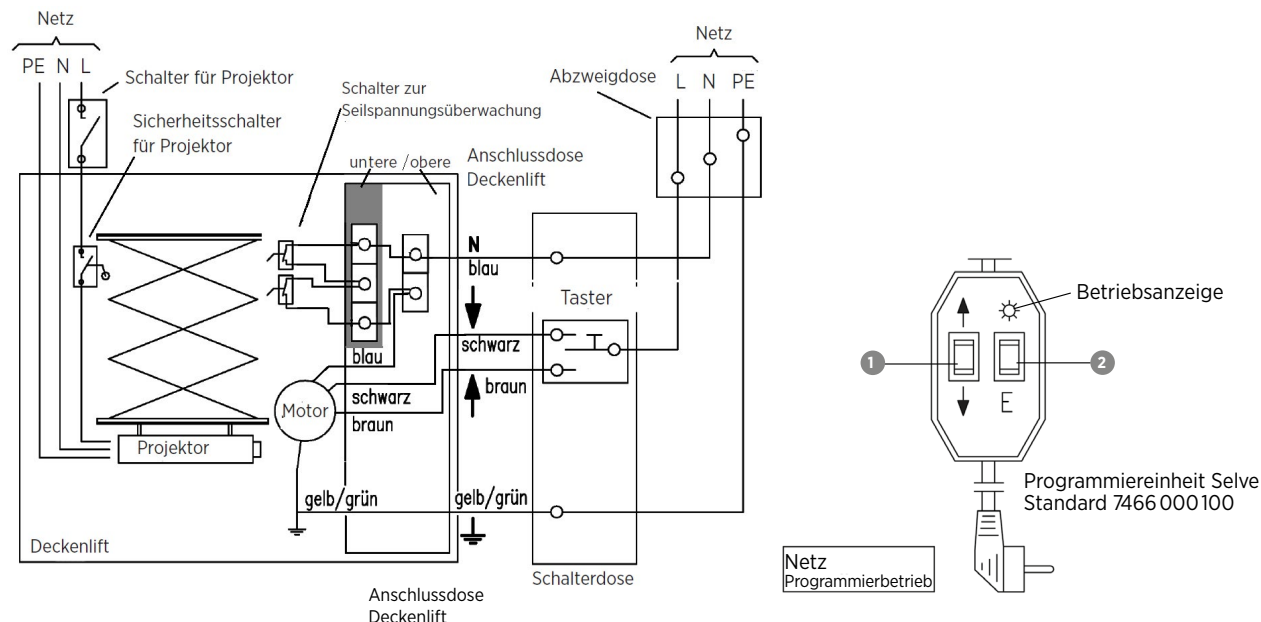 Netz
PE N L
Schalter für Projektor
Sicherheitsschalter
für Projektor
Schalter zur
Seilspannungsüberwachung
untere /obere
Anschlussdose
Deckenlift
Netz
Abzweigdose
L N PE
N
blau
Taster
schwarz
braun
blau
schwarz
braun
Motor
Projektor
gelb/grün
gelb/grün
Deckenlift
Schalterdose
Anschlussdose
Deckenlift
Betriebsanzeige
1
2
E
Programmiereinheit Selve
Standard 7466 000 100
Netz
Programmierbetrieb